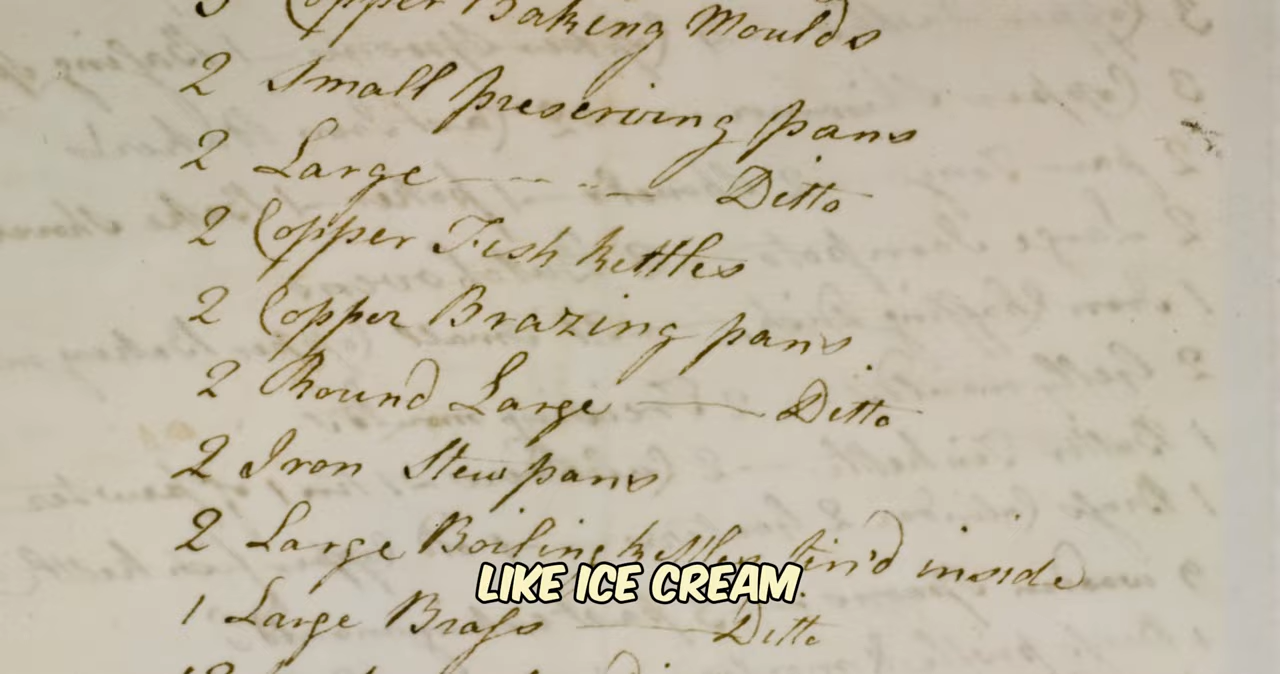 3 Copper Baking Moulds
2 Small preserving pans
2 Large Ditto
2 Copper Fish kettles
2 Copper Brazing pans
2 Round Large Ditto
2 Iron Stewpans
2 Large Boiling kettles tin'd inside
LIKE ICE CREAM
1 Large Brass Ditto